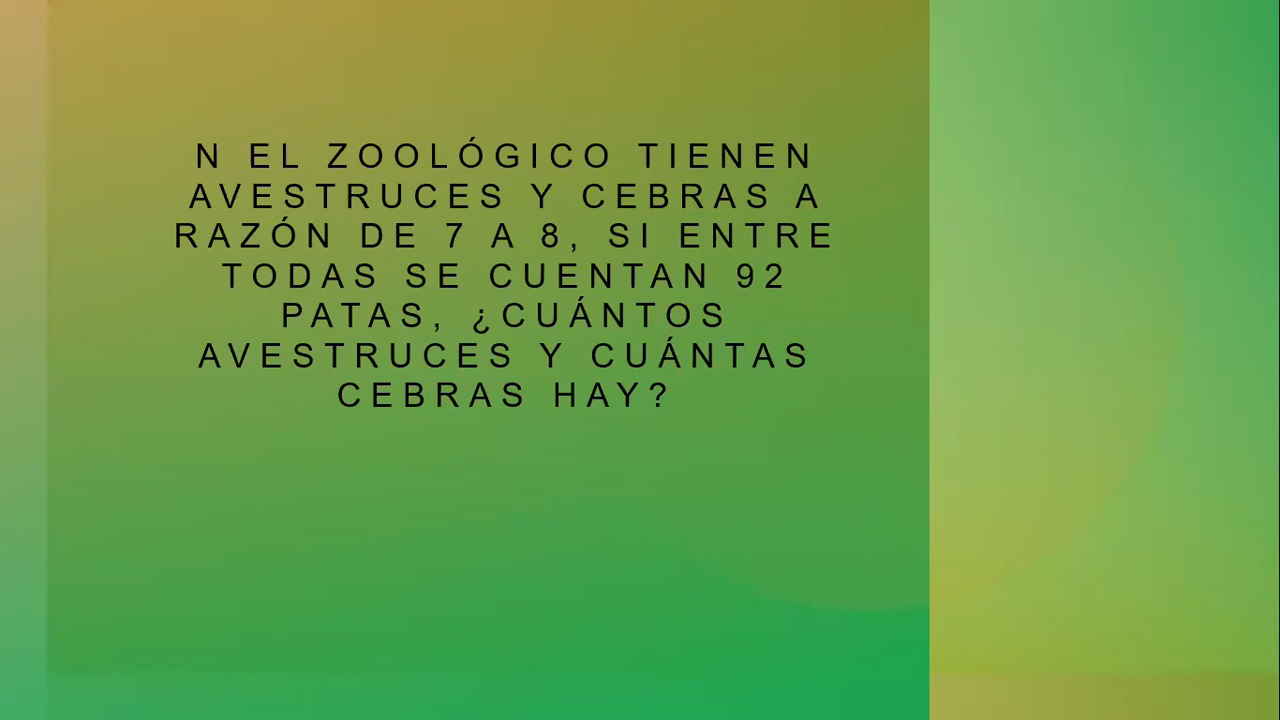 N EL ZOOLÓGICO TIENEN
AVESTRUCES Y CEBRAS A
RAZÓN DE 7 A 8, SI ENTRE
TODAS SE CUENTAN 92
PATAS, ¿CUÁNTOS
AVESTRUCES Y CUÁNTAS
CEBRAS HAY?